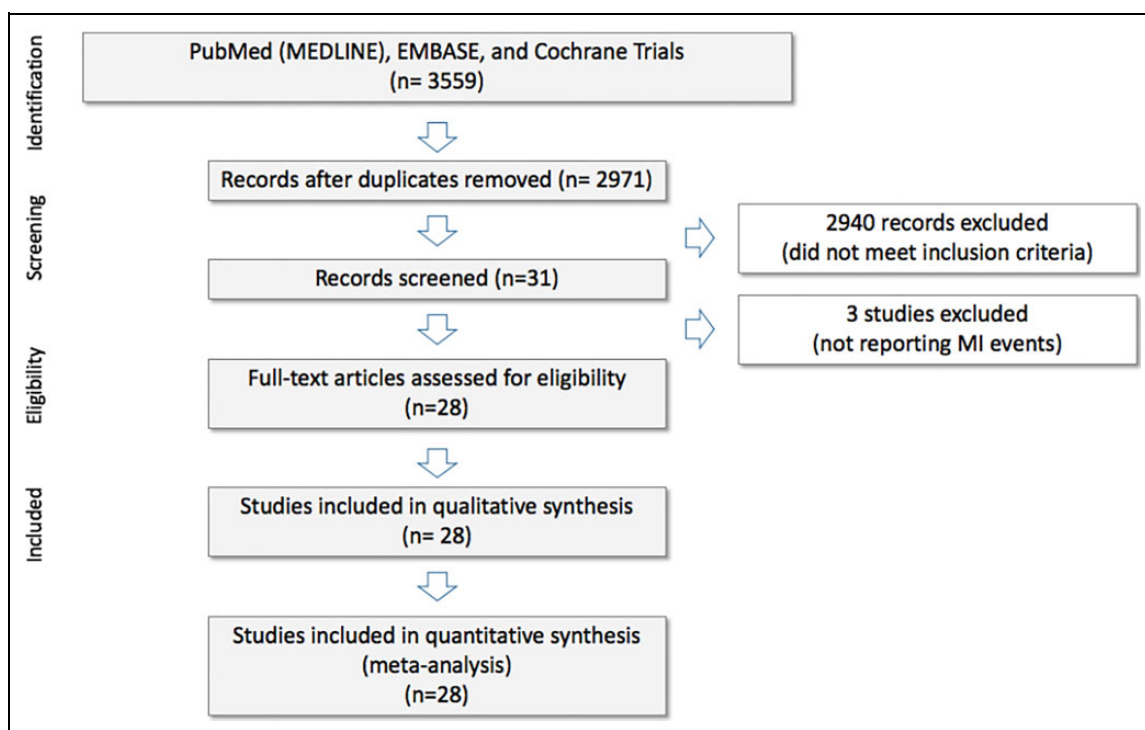 Identification
PubMed (MEDLINE), EMBASE, and Cochrane Trials
(n= 3559)
Records after duplicates removed (n= 2971)
Screening
2940 records excluded
(did not meet inclusion criteria)
Records screened (n=31)
3 studies excluded
(not reporting MI events)
Eligibility
Full-text articles assessed for eligibility
(n=28)
Included
Studies included in qualitative synthesis
(n= 28)
Studies included in quantitative synthesis
(meta-analysis)
(n=28)